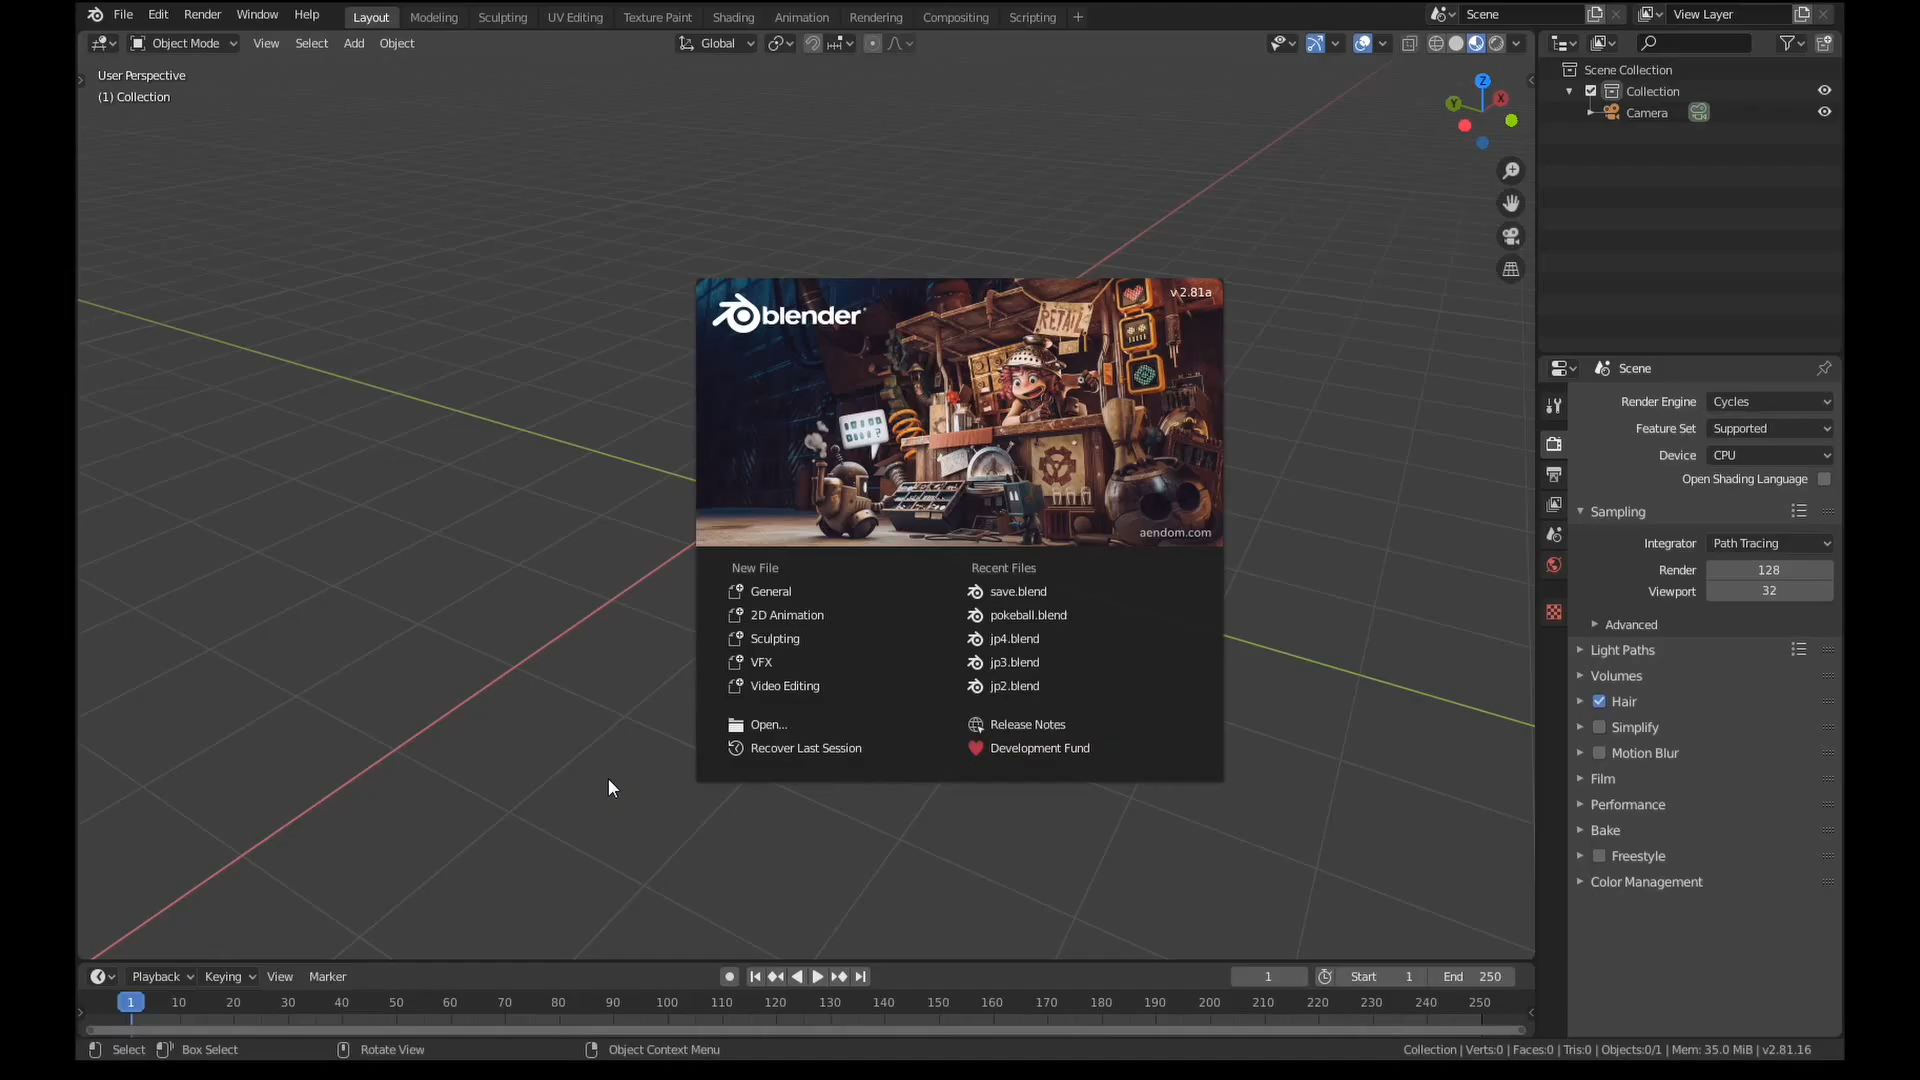 File Edit Render Window Help Layout Modeling Sculpting UV Editing Texture Paint Shading Animation Rendering Compositing Scripting + Scene View Layer
Object Mode View Select Add Object Global
User Perspective
(1) Collection
Z
Y
X
Scene Collection
Collection
Camera
blender
v 2.81a
RETAIL
aendom.com
New File
General
2D Animation
Sculpting
VFX
Video Editing
Open...
Recover Last Session
Recent Files
save.blend
pokeball.blend
jp4.blend
jp3.blend
jp2.blend
Release Notes
Development Fund
Scene
Render Engine Cycles
Feature Set Supported
Device CPU
Open Shading Language
Sampling
Integrator Path Tracing
Render 128
Viewport 32
Advanced
Light Paths
Volumes
Hair
Simplify
Motion Blur
Film
Performance
Bake
Freestyle
Color Management
Playback Keying View Marker 1 Start 1 End 250
1 10 20 30 40 50 60 70 80 90 100 110 120 130 140 150 160 170 180 190 200 210 220 230 240 250
Select Box Select Rotate View Object Context Menu Collection | Verts:0 | Faces:0 | Tris:0 | Objects:0/1 | Mem: 35.0 MiB | v2.81.16